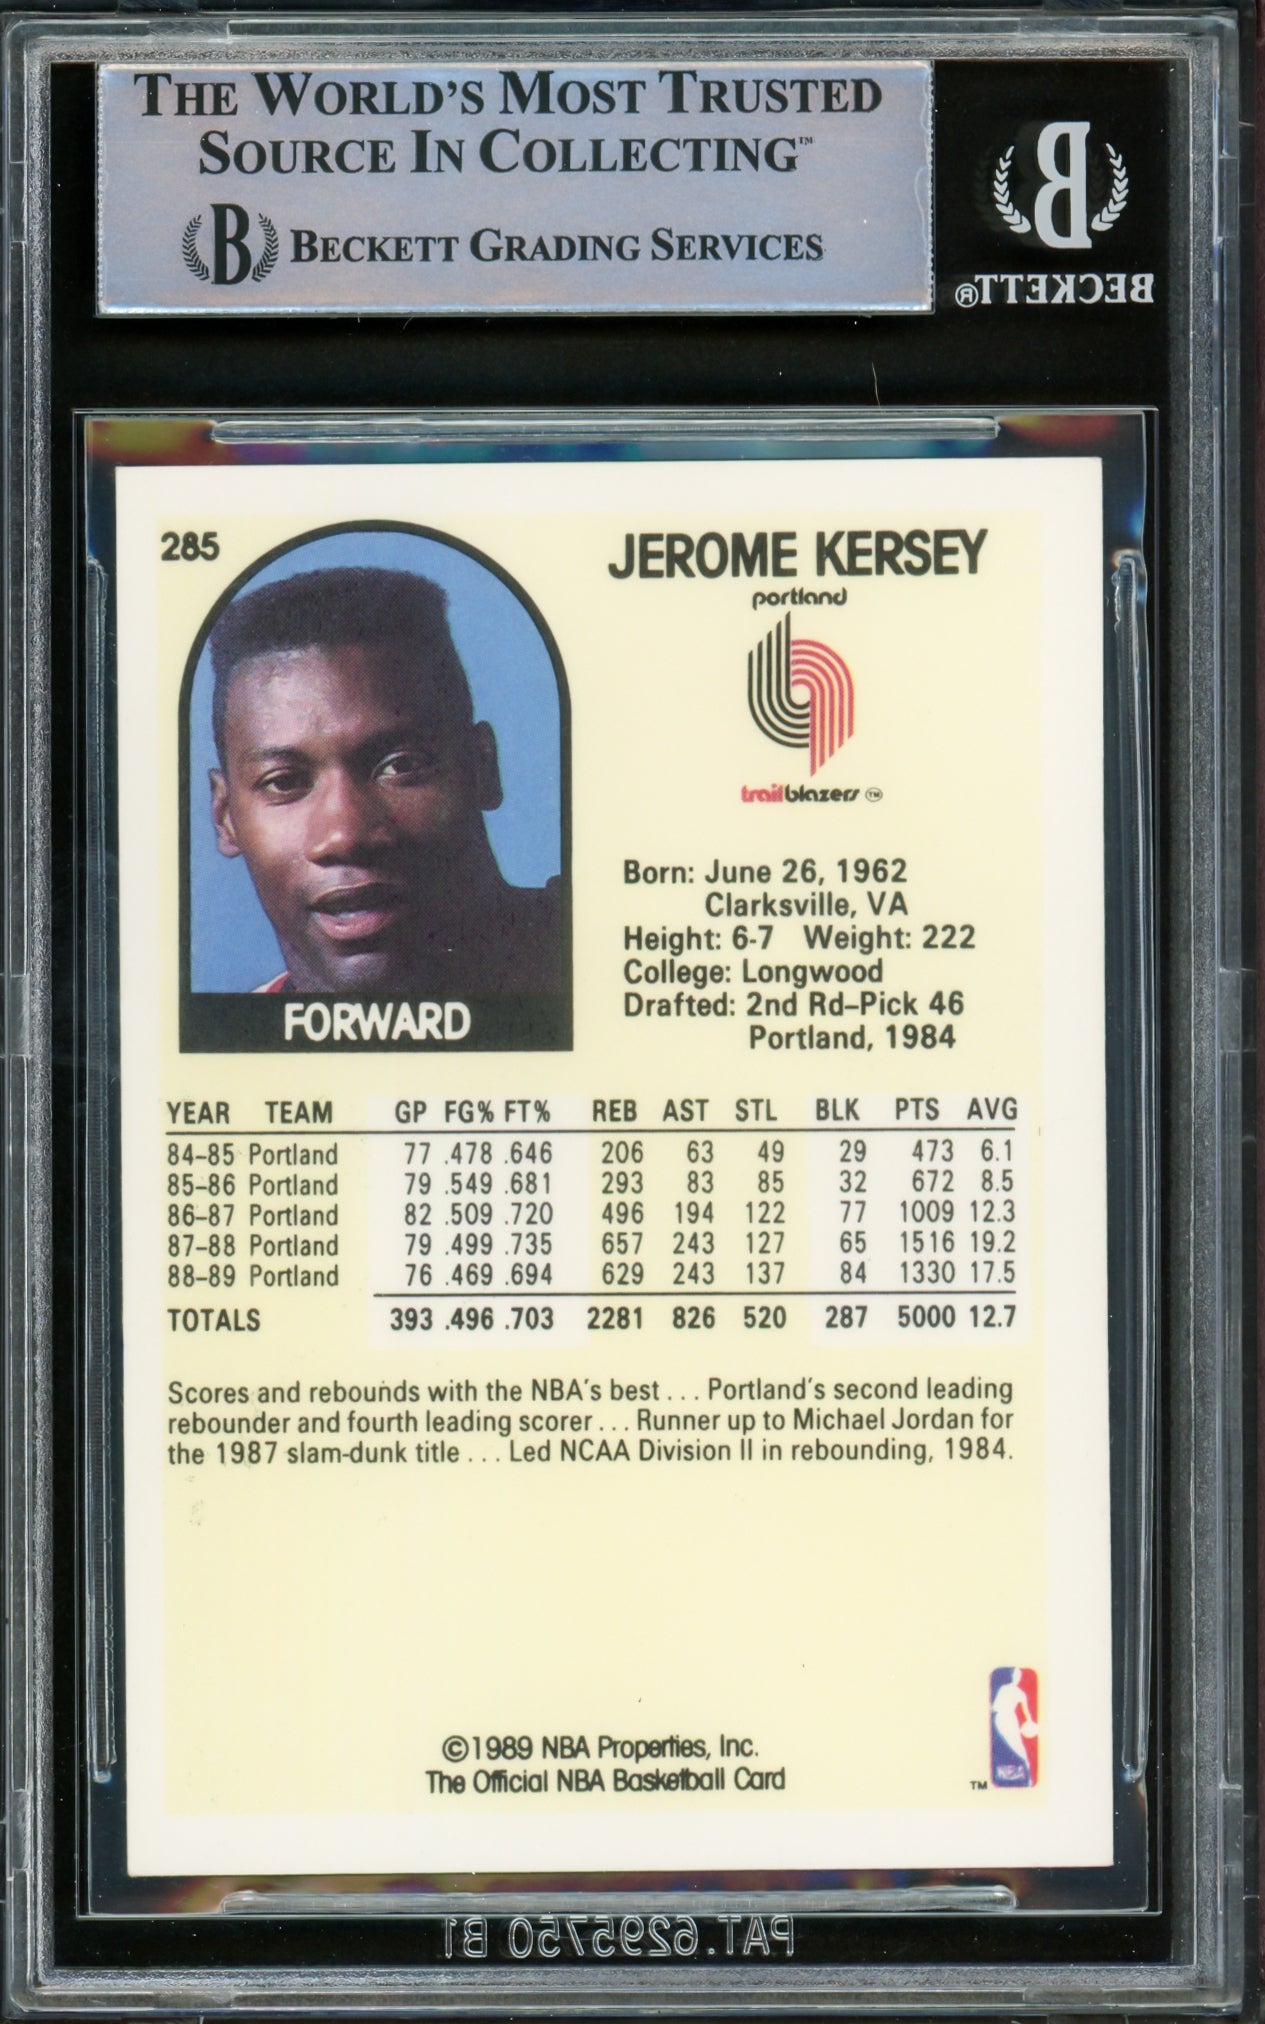 THE WORLD'S MOST TRUSTED
SOURCE IN COLLECTING™
B BECKETT GRADING SERVICES
B
BECKETT®
285
JEROME KERSEY
portland
trailblazers ™
Born: June 26, 1962
Clarksville, VA
Height: 6-7 Weight: 222
College: Longwood
Drafted: 2nd Rd–Pick 46
Portland, 1984
FORWARD
YEAR TEAM GP FG% FT% REB AST STL BLK PTS AVG
84–85 Portland 77 .478 .646 206 63 49 29 473 6.1
85–86 Portland 79 .549 .681 293 83 85 32 672 8.5
86–87 Portland 82 .509 .720 496 194 122 77 1009 12.3
87–88 Portland 79 .499 .735 657 243 127 65 1516 19.2
88–89 Portland 76 .469 .694 629 243 137 84 1330 17.5
TOTALS 393 .496 .703 2281 826 520 287 5000 12.7
Scores and rebounds with the NBA's best . . . Portland's second leading
rebounder and fourth leading scorer . . . Runner up to Michael Jordan for
the 1987 slam-dunk title . . . Led NCAA Division II in rebounding, 1984.
©1989 NBA Properties, Inc.
The Official NBA Basketball Card
TM NBA
PAT. 6295750 B1